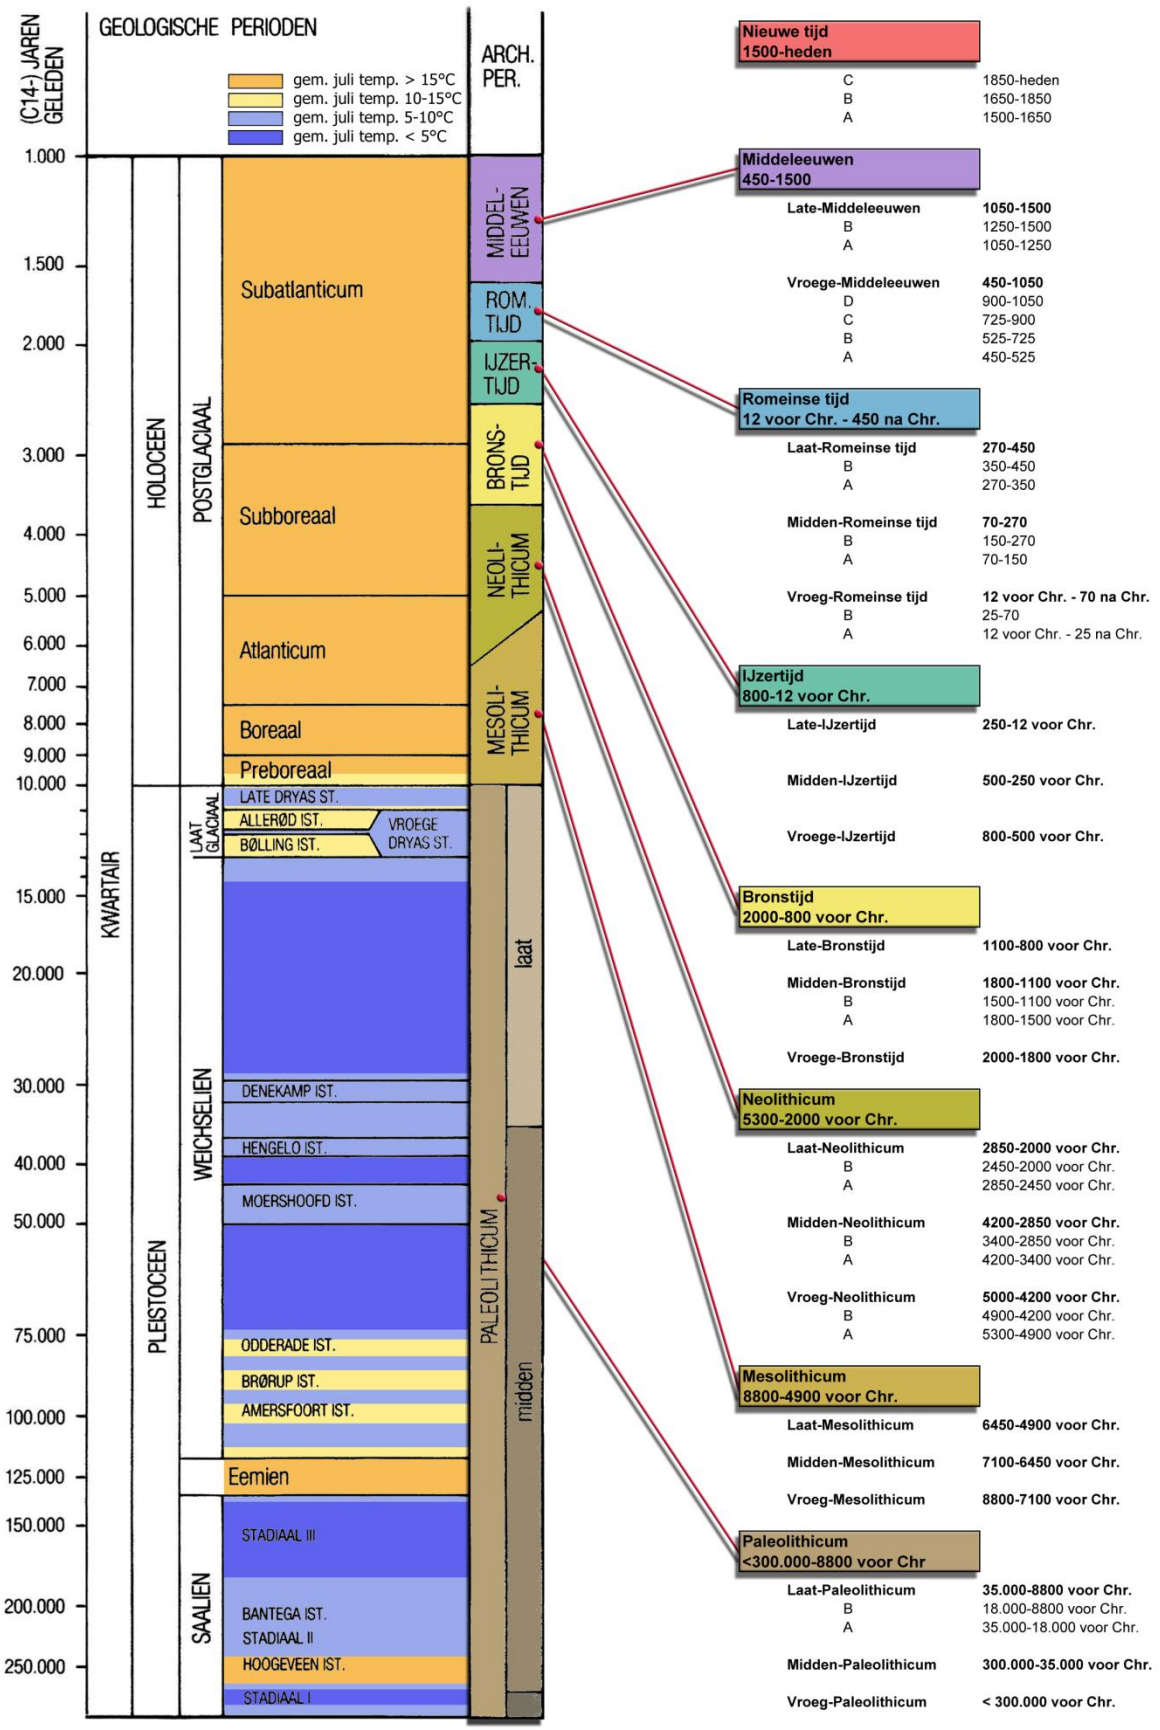 GEOLOGISCHE PERIODEN
(C14-) JAREN
GELEDEN
ARCH.
PER.
gem. juli temp. > 15°C
gem. juli temp. 10-15°C
gem. juli temp. 5-10°C
gem. juli temp. < 5°C
1.000
1.500
2.000
3.000
4.000
5.000
6.000
7.000
8.000
9.000
10.000
15.000
20.000
30.000
40.000
50.000
75.000
100.000
125.000
150.000
200.000
250.000
KWARTAIR
HOLOCEEN
PLEISTOCEEN
POSTGLACIAAL
LAAT
GLACIAAL
WEICHSELIEN
SAALIEN
Subatlanticum
Subboreaal
Atlanticum
Boreaal
Preboreaal
LATE DRYAS ST.
ALLERØD IST.
VROEGE
DRYAS ST.
BØLLING IST.
DENEKAMP IST.
HENGELO IST.
MOERSHOOFD IST.
ODDERADE IST.
BRØRUP IST.
AMERSFOORT IST.
Eemien
STADIAAL III
BANTEGA IST.
STADIAAL II
HOOGEVEEN IST.
STADIAAL I
MIDDEL-
EEUWEN
ROM.
TIJD
IJZER-
TIJD
BRONS-
TIJD
NEOLI-
THICUM
MESOLI-
THICUM
PALEOLITHICUM
laat
midden
Nieuwe tijd
1500-heden
C 1850-heden
B 1650-1850
A 1500-1650
Middeleeuwen
450-1500
Late-Middeleeuwen 1050-1500
B 1250-1500
A 1050-1250
Vroege-Middeleeuwen 450-1050
D 900-1050
C 725-900
B 525-725
A 450-525
Romeinse tijd
12 voor Chr. - 450 na Chr.
Laat-Romeinse tijd 270-450
B 350-450
A 270-350
Midden-Romeinse tijd 70-270
B 150-270
A 70-150
Vroeg-Romeinse tijd 12 voor Chr. - 70 na Chr.
B 25-70
A 12 voor Chr. - 25 na Chr.
IJzertijd
800-12 voor Chr.
Late-IJzertijd 250-12 voor Chr.
Midden-IJzertijd 500-250 voor Chr.
Vroege-IJzertijd 800-500 voor Chr.
Bronstijd
2000-800 voor Chr.
Late-Bronstijd 1100-800 voor Chr.
Midden-Bronstijd 1800-1100 voor Chr.
B 1500-1100 voor Chr.
A 1800-1500 voor Chr.
Vroege-Bronstijd 2000-1800 voor Chr.
Neolithicum
5300-2000 voor Chr.
Laat-Neolithicum 2850-2000 voor Chr.
B 2450-2000 voor Chr.
A 2850-2450 voor Chr.
Midden-Neolithicum 4200-2850 voor Chr.
B 3400-2850 voor Chr.
A 4200-3400 voor Chr.
Vroeg-Neolithicum 5000-4200 voor Chr.
B 4900-4200 voor Chr.
A 5300-4900 voor Chr.
Mesolithicum
8800-4900 voor Chr.
Laat-Mesolithicum 6450-4900 voor Chr.
Midden-Mesolithicum 7100-6450 voor Chr.
Vroeg-Mesolithicum 8800-7100 voor Chr.
Paleolithicum
<300.000-8800 voor Chr
Laat-Paleolithicum 35.000-8800 voor Chr.
B 18.000-8800 voor Chr.
A 35.000-18.000 voor Chr.
Midden-Paleolithicum 300.000-35.000 voor Chr.
Vroeg-Paleolithicum < 300.000 voor Chr.